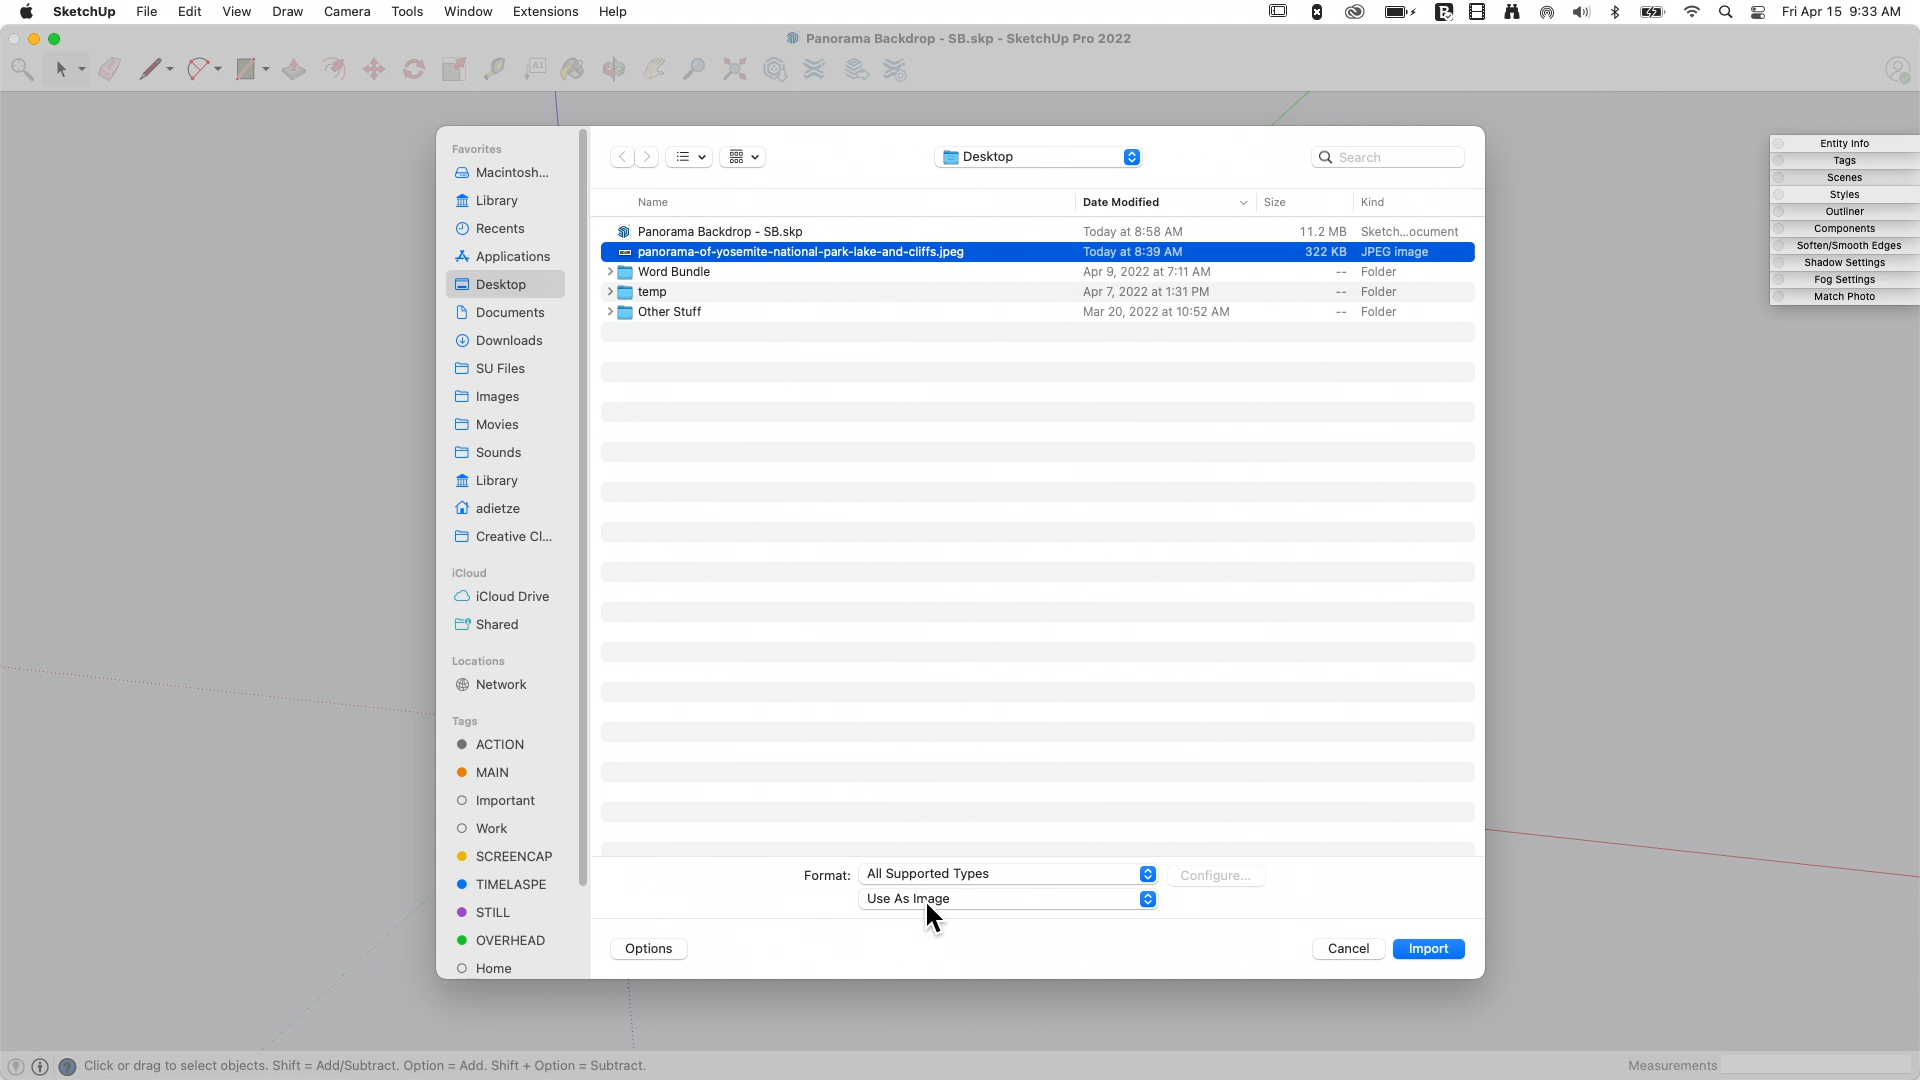 SketchUp File Edit View Draw Camera Tools Window Extensions Help Fri Apr 15 9:33 AM
Panorama Backdrop - SB.skp - SketchUp Pro 2022
A1
Entity Info
Tags
Scenes
Styles
Outliner
Components
Soften/Smooth Edges
Shadow Settings
Fog Settings
Match Photo
Favorites
Macintosh...
Library
Recents
Applications
Desktop
Documents
Downloads
SU Files
Images
Movies
Sounds
Library
adietze
Creative Cl...
iCloud
iCloud Drive
Shared
Locations
Network
Tags
ACTION
MAIN
Important
Work
SCREENCAP
TIMELASPE
STILL
OVERHEAD
Home
Desktop
Search
Name Date Modified Size Kind
Panorama Backdrop - SB.skp Today at 8:58 AM 11.2 MB Sketch...ocument
panorama-of-yosemite-national-park-lake-and-cliffs.jpeg Today at 8:39 AM 322 KB JPEG image
Word Bundle Apr 9, 2022 at 7:11 AM -- Folder
temp Apr 7, 2022 at 1:31 PM -- Folder
Other Stuff Mar 20, 2022 at 10:52 AM -- Folder
Format: All Supported Types Configure...
Use As Image
Options Cancel Import
Click or drag to select objects. Shift = Add/Subtract. Option = Add. Shift + Option = Subtract. Measurements